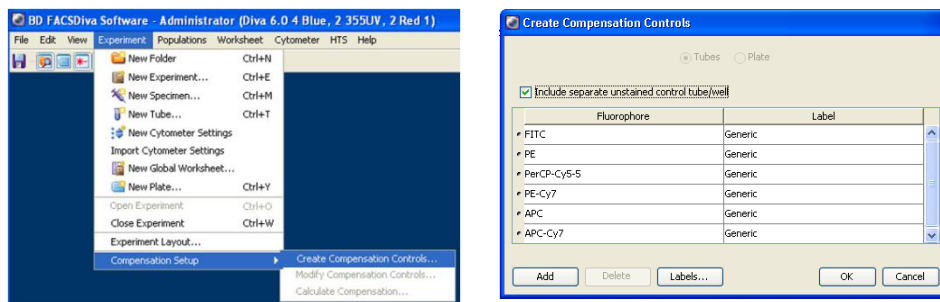 BD FACSDiva Software - Administrator (Diva 6.0 4 Blue, 2 355UV, 2 Red 1)
File Edit View Experiment Populations Worksheet Cytometer HTS Help
New Folder Ctrl+N
New Experiment... Ctrl+E
New Specimen... Ctrl+M
New Tube... Ctrl+T
New Cytometer Settings
Import Cytometer Settings
New Global Worksheet...
New Plate... Ctrl+Y
Open Experiment Ctrl+O
Close Experiment Ctrl+W
Experiment Layout...
Compensation Setup
Create Compensation Controls...
Modify Compensation Controls...
Calculate Compensation...
Create Compensation Controls
Tubes Plate
Include separate unstained control tube/well
Fluorophore Label
FITC Generic
PE Generic
PerCP-Cy5-5 Generic
PE-Cy7 Generic
APC Generic
APC-Cy7 Generic
Add Delete Labels... OK Cancel